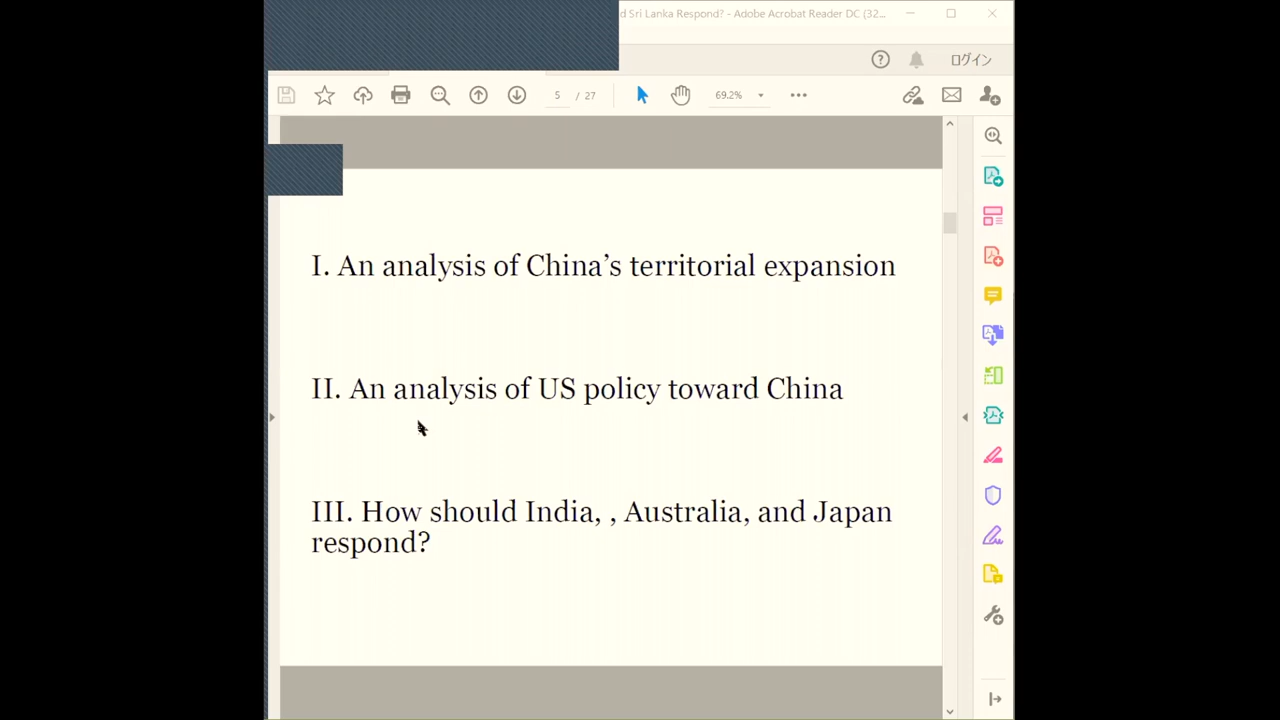 d Sri Lanka Respond? - Adobe Acrobat Reader DC (32...
ログイン
5 / 27
69.2%
I. An analysis of China’s territorial expansion
II. An analysis of US policy toward China
III. How should India, , Australia, and Japan
respond?